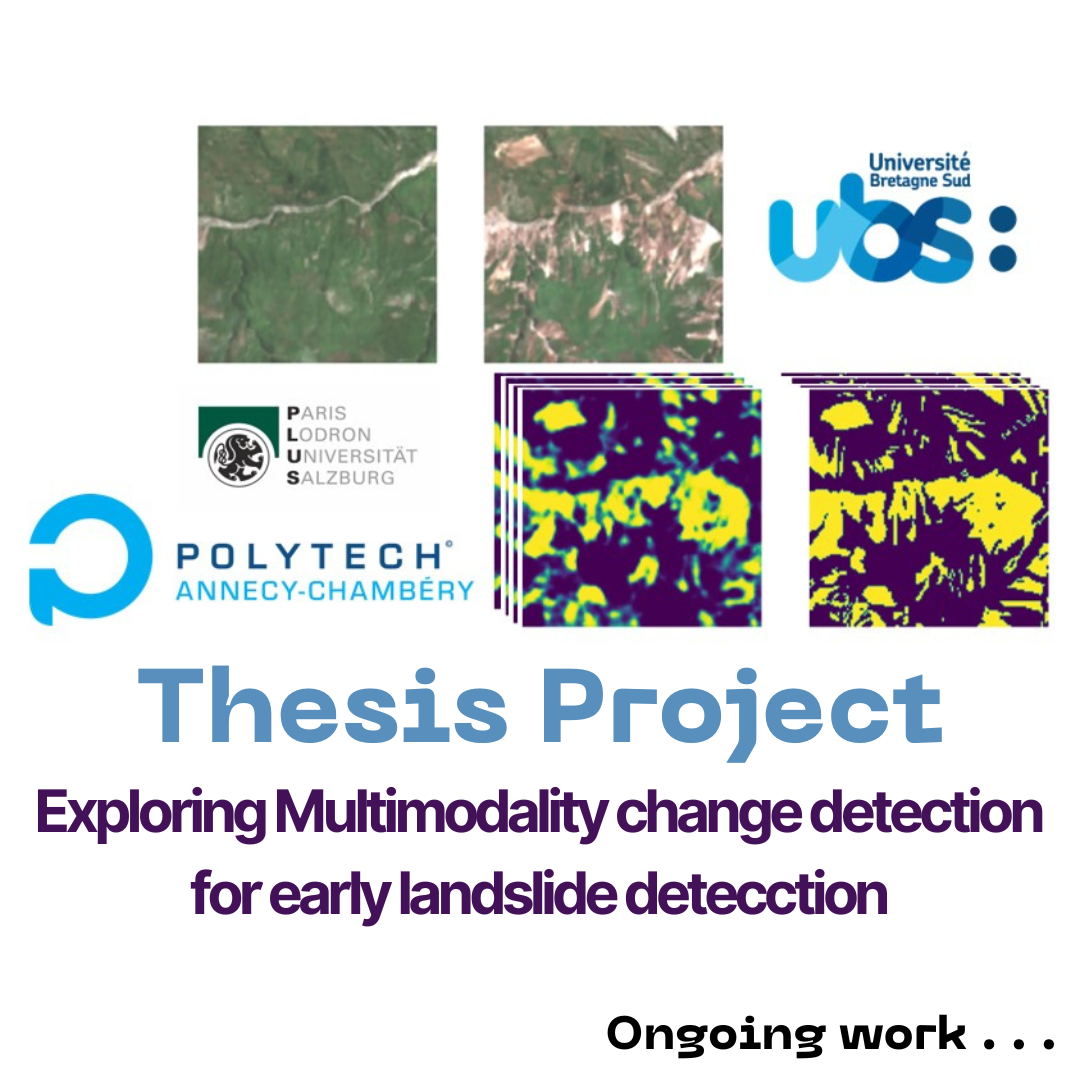 Université
Bretagne Sud
ubs:
PARIS
LODRON
UNIVERSITÄT
SALZBURG
POLYTECH©
ANNECY-CHAMBÉRY
Thesis Project
Exploring Multimodality change detection
for early landslide detecction
Ongoing work . . .